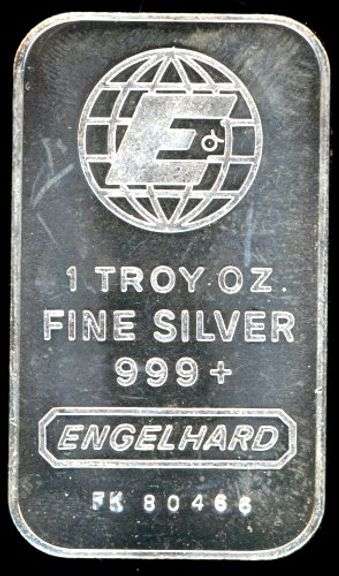 E
1 TROY OZ.
FINE SILVER
999+
ENGELHARD
FK 80466